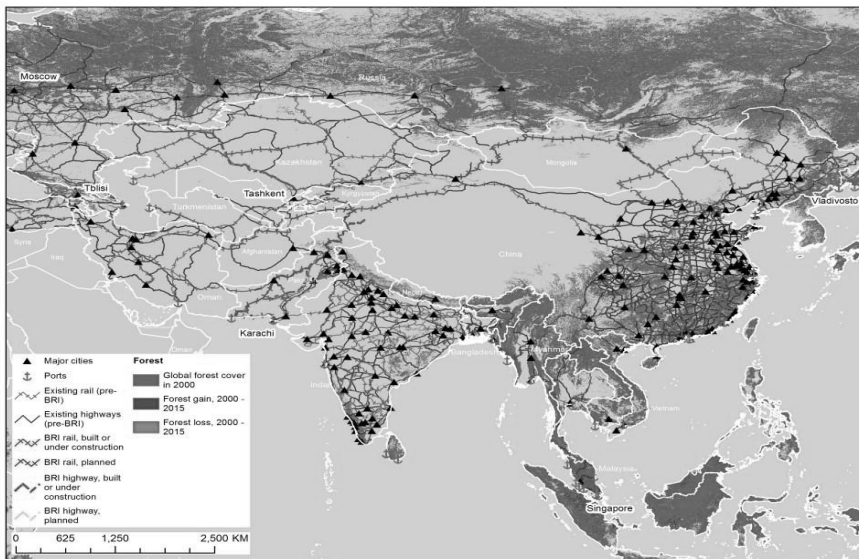 Moscow
Russia
Kazakhstan
Mongolia
Tblisi
Tashkent
Kyrgyzstan
Vladivosto
Turkmenistan
Syria
Iraq
Afghanistan
China
Nepal
Oman
Karachi
Oman
Bangladesh
Myanmar
India
Vietnam
Malaysia
Singapore
Major cities
Ports
Existing rail (pre-
BRI)
Existing highways
(pre-BRI)
BRI rail, built or
under construction
BRI rail, planned
BRI highway, built
or under
construction
BRI highway,
planned
Forest
Global forest cover
in 2000
Forest gain, 2000 -
2015
Forest loss, 2000 -
2015
0 625 1,250 2,500 KM